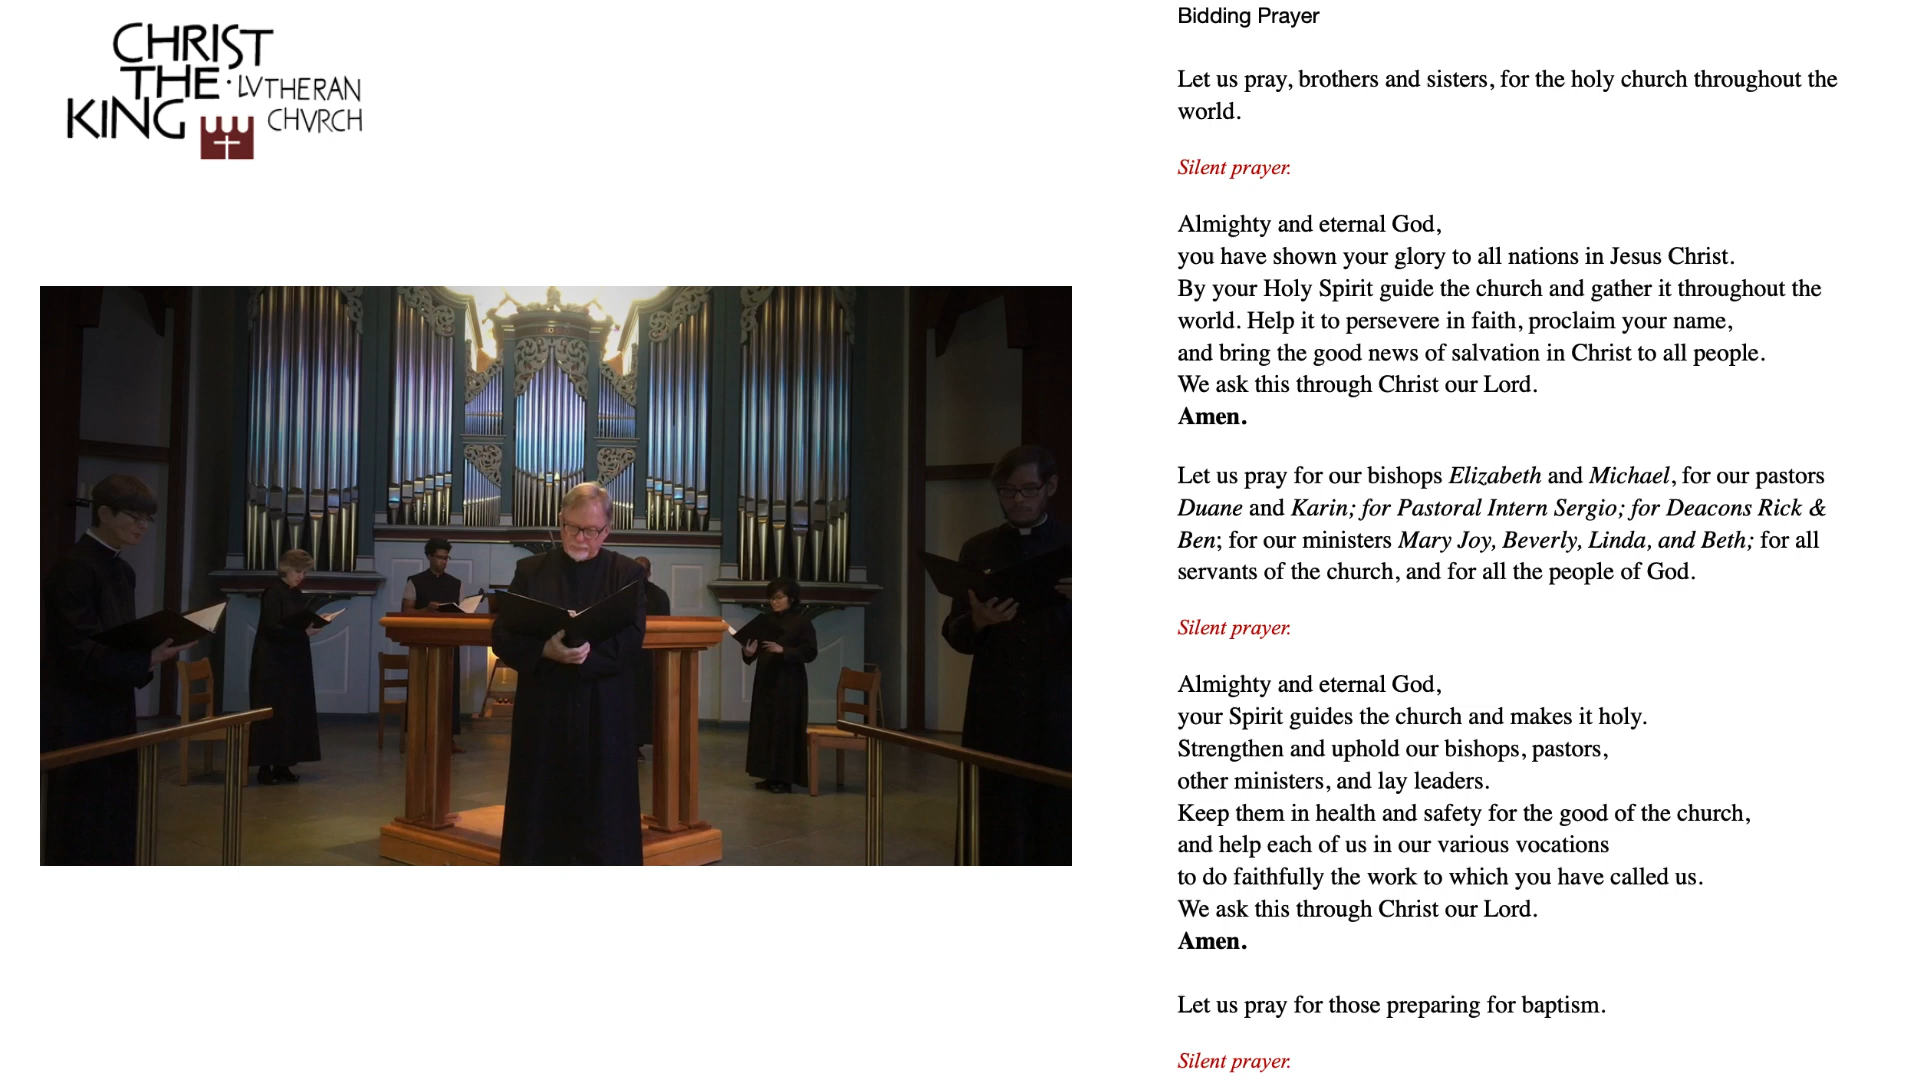 CHRIST
THE · LVTHERAN
KING CHVRCH
Bidding Prayer
Let us pray, brothers and sisters, for the holy church throughout the
world.
Silent prayer.
Almighty and eternal God,
you have shown your glory to all nations in Jesus Christ.
By your Holy Spirit guide the church and gather it throughout the
world. Help it to persevere in faith, proclaim your name,
and bring the good news of salvation in Christ to all people.
We ask this through Christ our Lord.
Amen.
Let us pray for our bishops Elizabeth and Michael, for our pastors
Duane and Karin; for Pastoral Intern Sergio; for Deacons Rick &
Ben; for our ministers Mary Joy, Beverly, Linda, and Beth; for all
servants of the church, and for all the people of God.
Silent prayer.
Almighty and eternal God,
your Spirit guides the church and makes it holy.
Strengthen and uphold our bishops, pastors,
other ministers, and lay leaders.
Keep them in health and safety for the good of the church,
and help each of us in our various vocations
to do faithfully the work to which you have called us.
We ask this through Christ our Lord.
Amen.
Let us pray for those preparing for baptism.
Silent prayer.